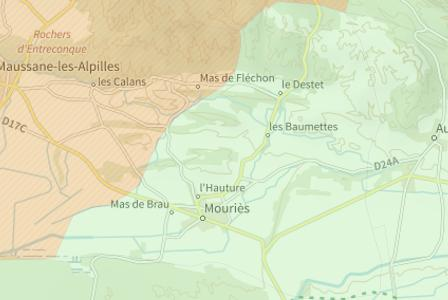 Rochers
d'Entreconque
Maussane-les-Alpilles
les Calans
Mas de Fléchon
le Destet
les Baumettes
D17C
D24A
l'Hauture
Mas de Brau
Mouriès